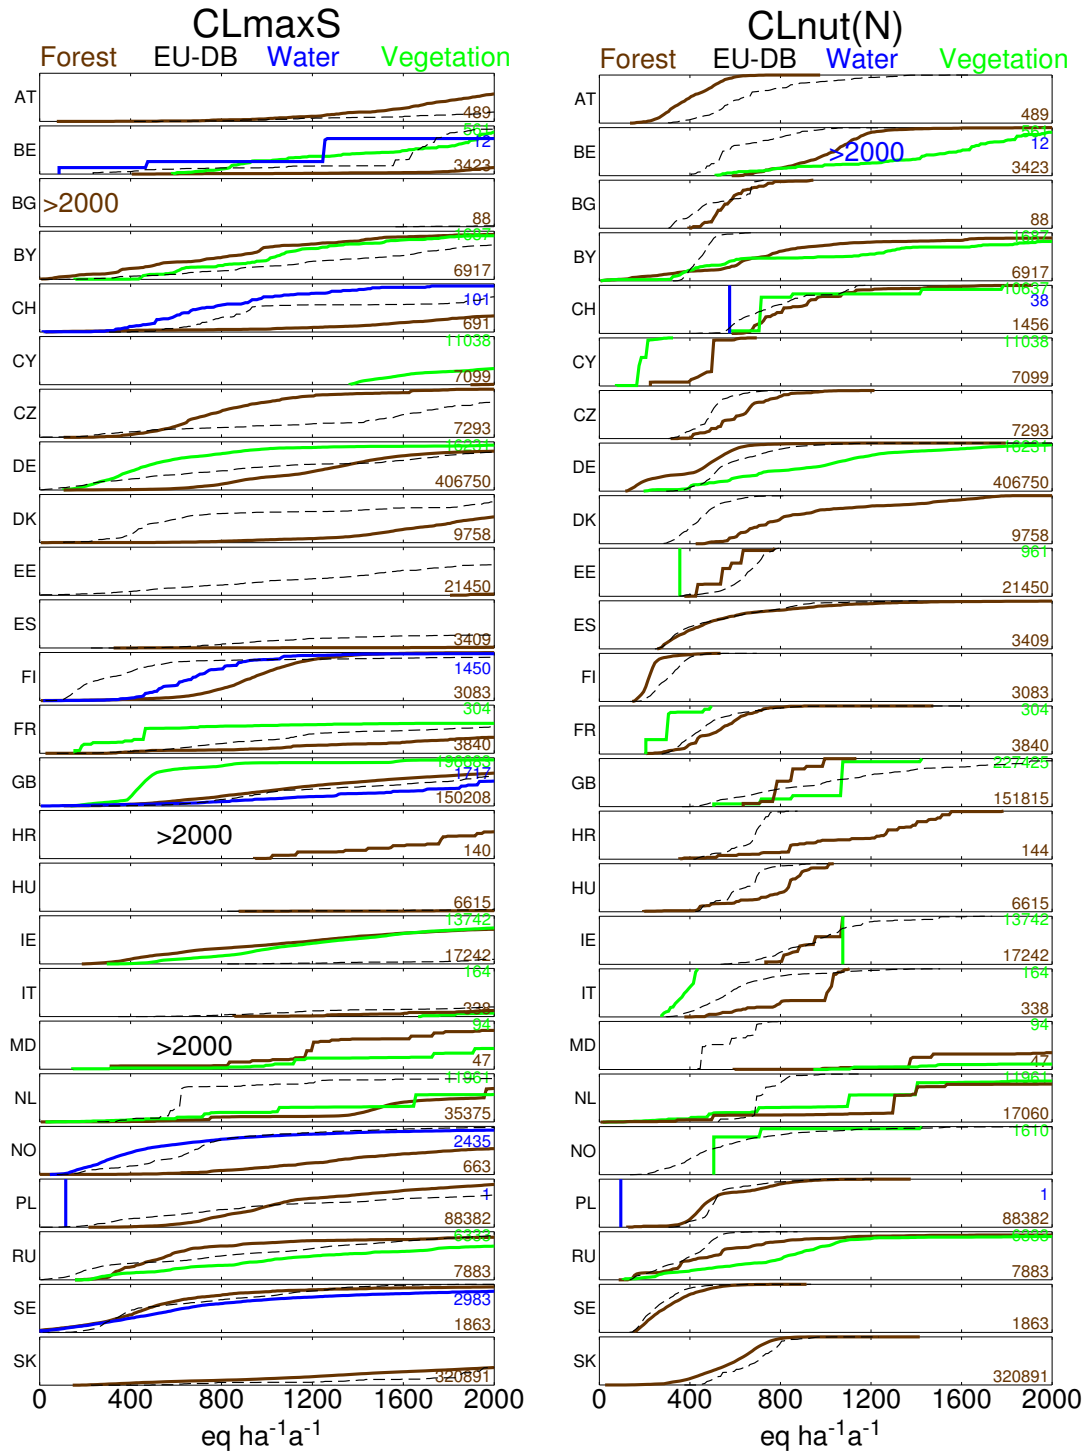 CLmaxS
Forest EU-DB Water Vegetation
AT 489
BE 561 12 3423
BG >2000 88
BY 1687 6917
CH 101 691
CY 11038 7099
CZ 7293
DE 406750
DK 9758
EE 21450
ES 3409
FI 1450 3083
FR 304 3840
GB 1717 150208
HR >2000 140
HU 6615
IE 13742 17242
IT 164 338
MD >2000 94 47
NL 11961 35375
NO 2435 663
PL 1 88382
RU 7883
SE 2983 1863
SK 320891
0 400 800 1200 1600 2000
eq ha⁻¹a⁻¹
CLnut(N)
Forest EU-DB Water Vegetation
AT 489
BE 561 12 >2000 3423
BG 88
BY 1687 6917
CH 10637 38 1456
CY 11038 7099
CZ 7293
DE 16231 406750
DK 9758
EE 961 21450
ES 3409
FI 3083
FR 304 3840
GB 227425 151815
HR 144
HU 6615
IE 13742 17242
IT 164 338
MD 94 47
NL 11961 17060
NO 1610
PL 1 88382
RU 7883
SE 1863
SK 320891
0 400 800 1200 1600 2000
eq ha⁻¹a⁻¹